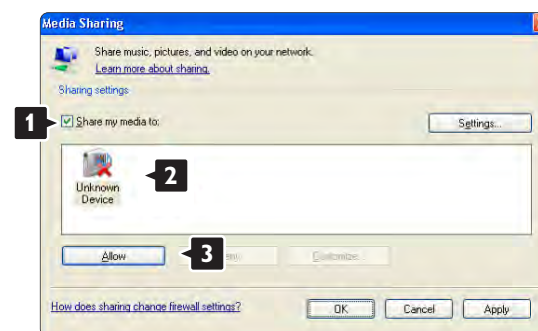 Media Sharing
Share music, pictures, and video on your network.
Learn more about sharing.
Sharing settings
1
Share my media to:
Settings...
2
Unknown
Device
Allow
3
Customize...
How does sharing change firewall settings?
OK
Cancel
Apply